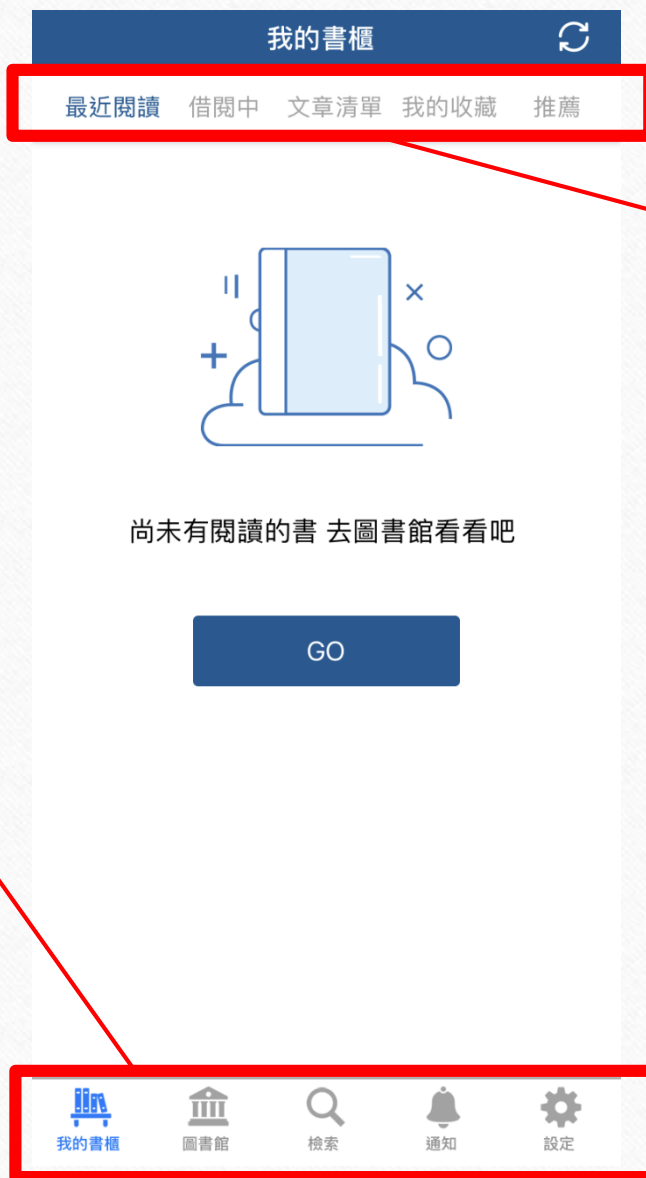 我的書櫃
最近閱讀 借閱中 文章清單 我的收藏 推薦
尚未有閱讀的書 去圖書館看看吧
GO
我的書櫃 圖書館 檢索 通知 設定